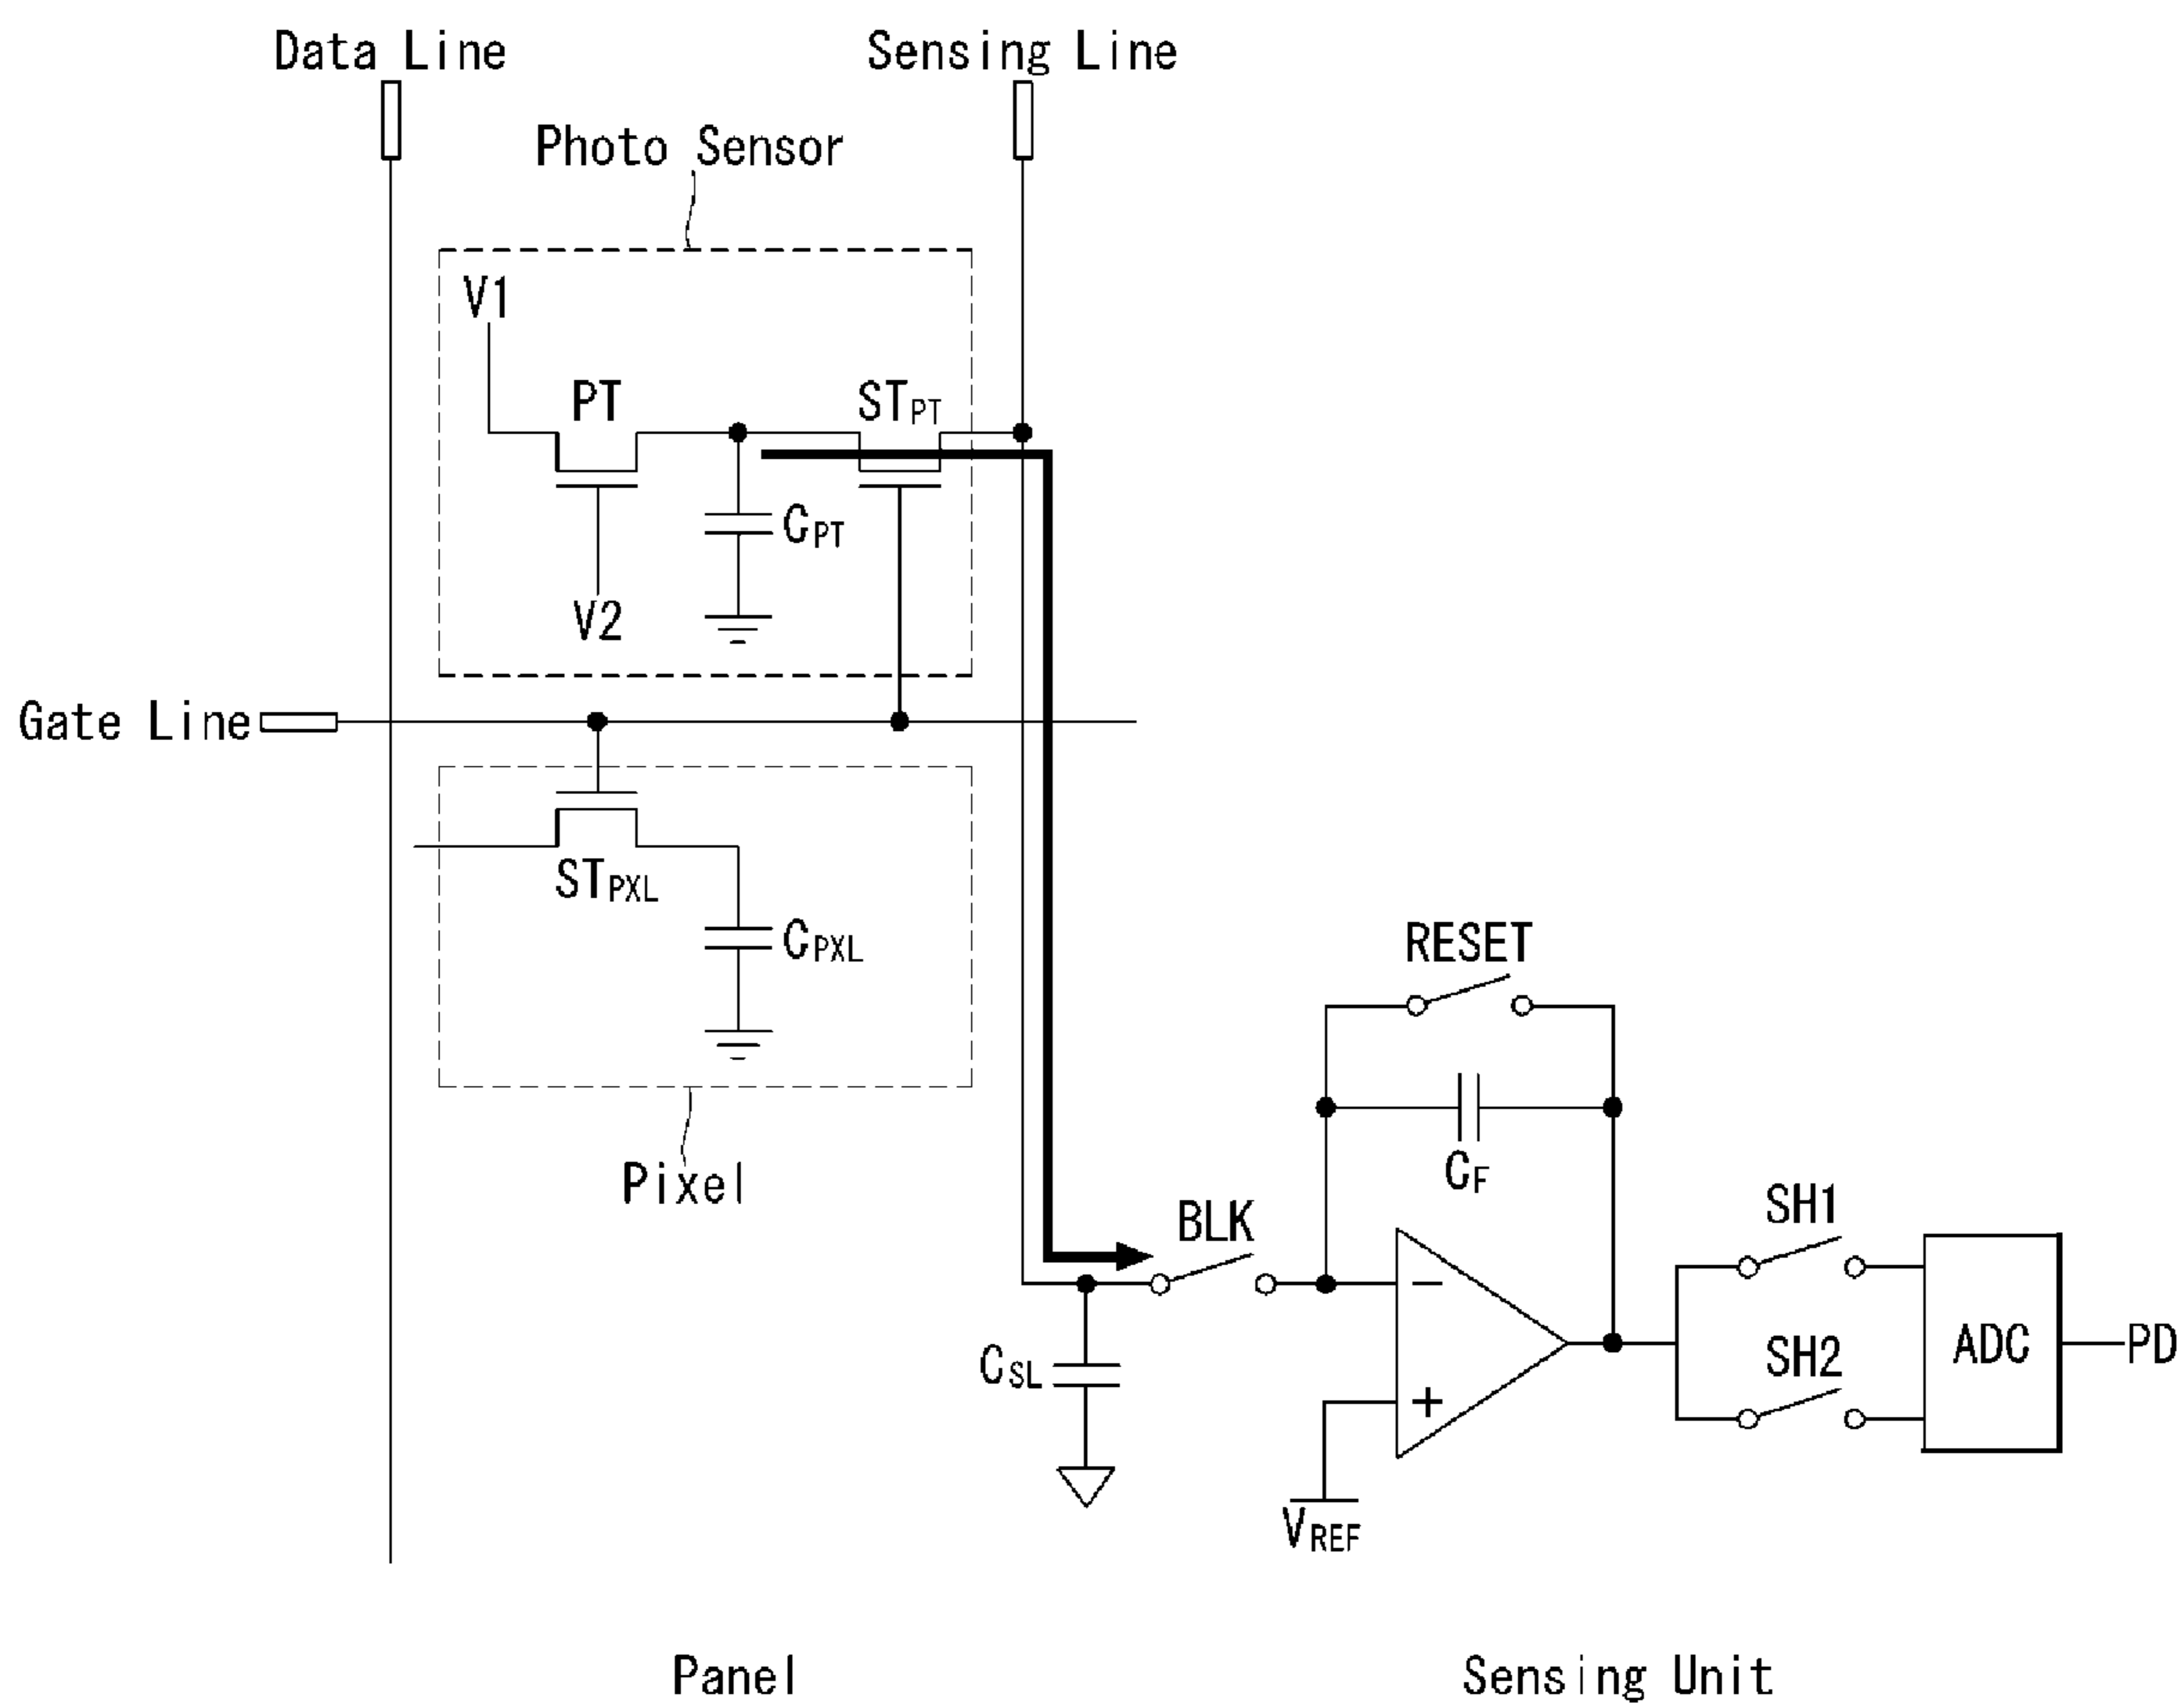 Data Line
Sensing Line
Photo Sensor
V1
PT
STPT
CPT
V2
Gate Line
STPXL
CPXL
RESET
CF
Pixel
BLK
SH1
CSL
SH2
ADC
PD
−
+
VREF
Panel
Sensing Unit